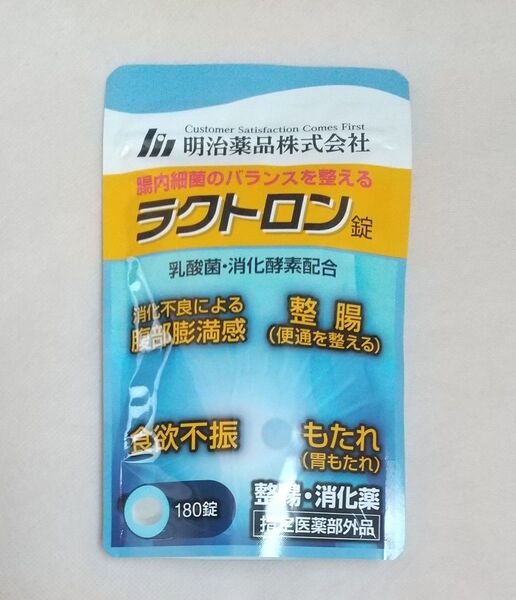 Customer Satisfaction Comes First
明治薬品株式会社
腸内細菌のバランスを整える
ラクトロン錠
乳酸菌・消化酵素配合
消化不良による
腹部膨満感
整腸
(便通を整える)
食欲不振
もたれ
(胃もたれ)
180錠
整腸・消化薬
指定医薬部外品